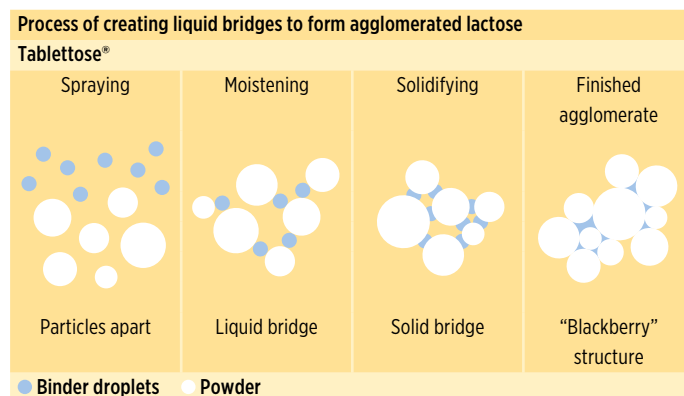 Process of creating liquid bridges to form agglomerated lactose
Tablettose®
Spraying
Moistening
Solidifying
Finished
agglomerate
Particles apart
Liquid bridge
Solid bridge
“Blackberry”
structure
Binder droplets
Powder